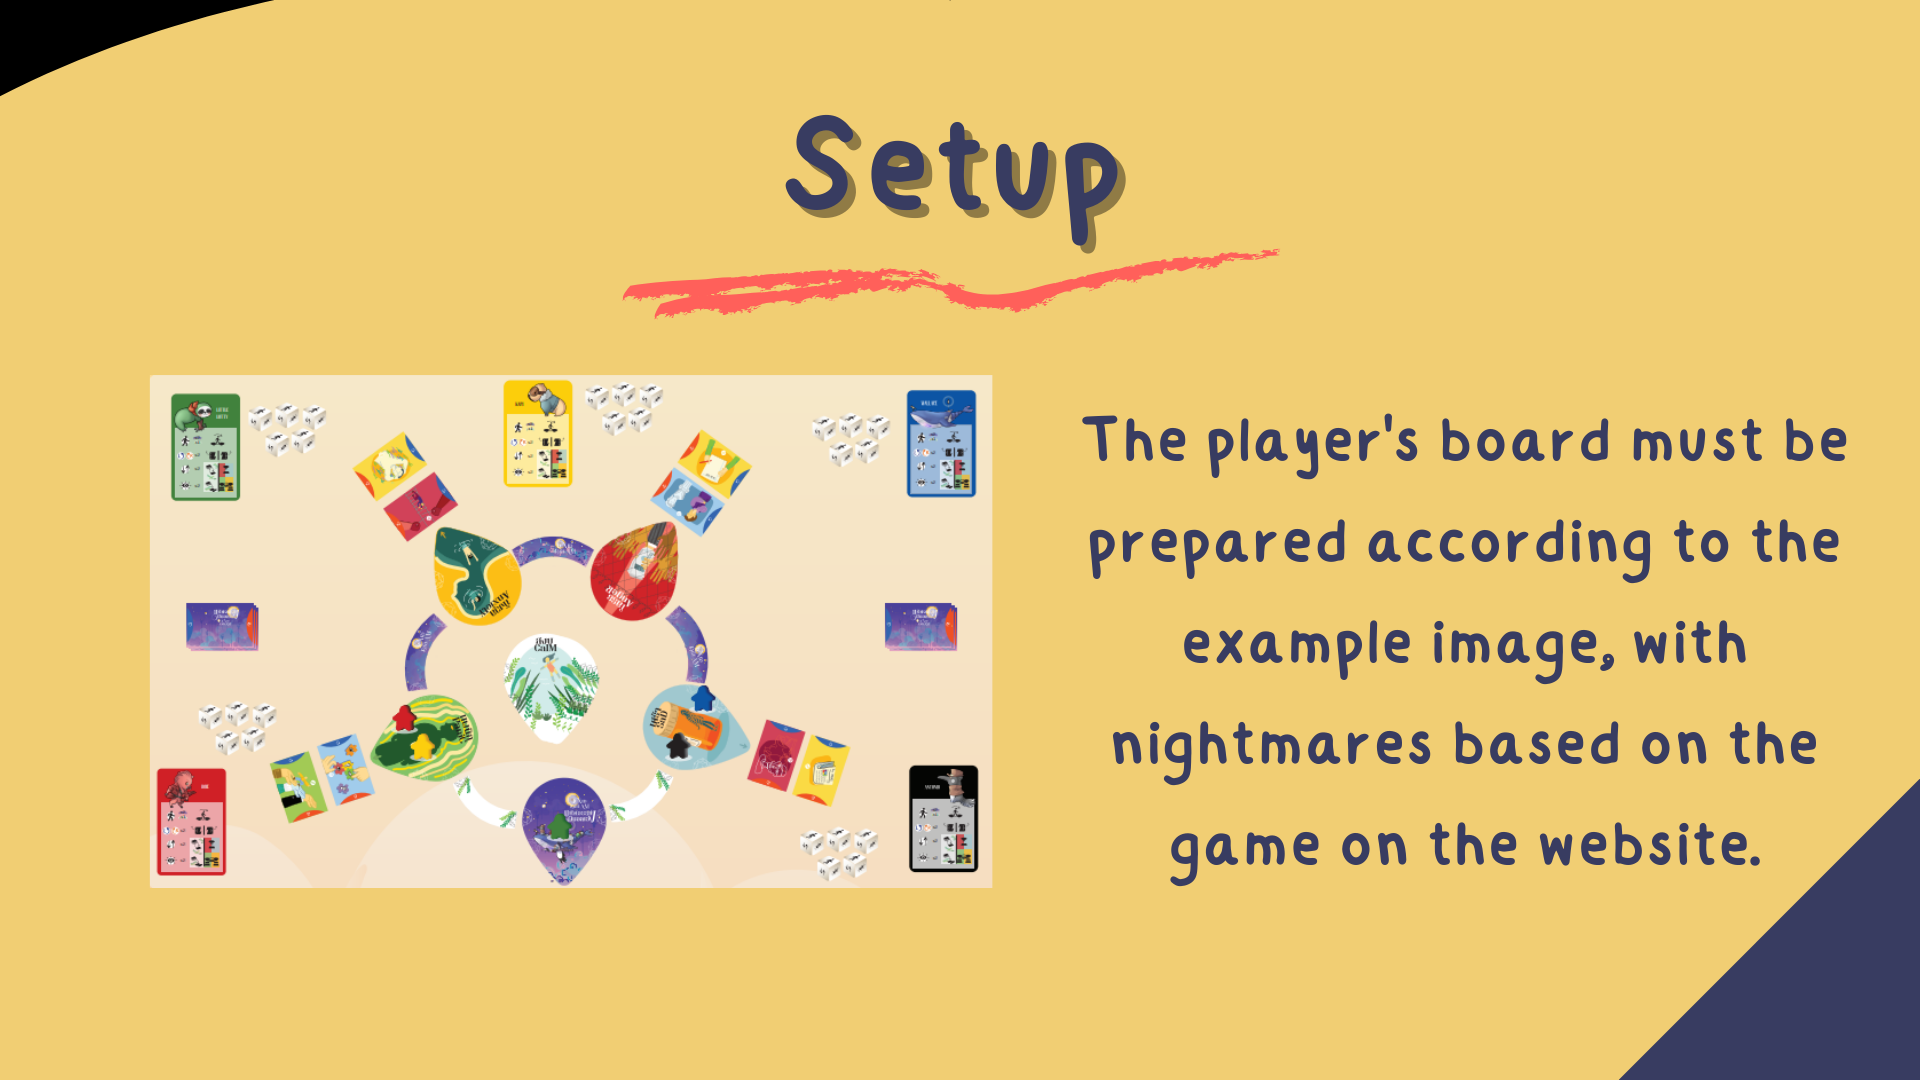 Setup
The player's board must be
prepared according to the
example image, with
nightmares based on the
game on the website.